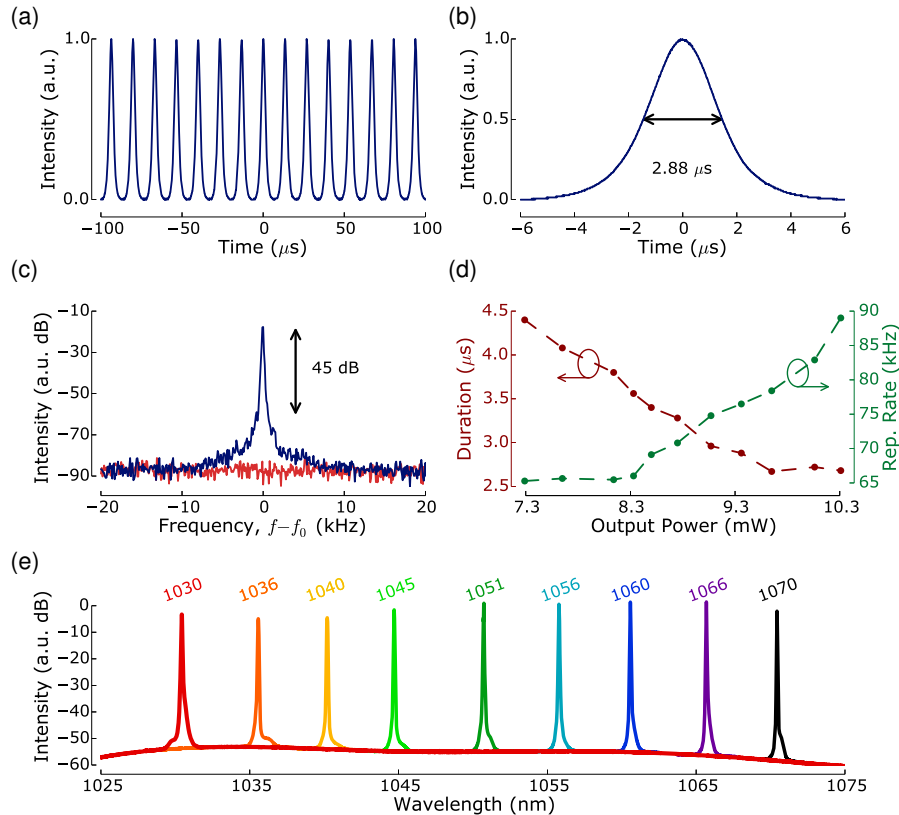 (a)
Intensity (a.u.)
1.0
0.0
−100 −50 0 50 100
Time (μs)
(b)
Intensity (a.u.)
1.0
0.5
0.0
2.88 μs
−6 −4 −2 0 2 4 6
Time (μs)
(c)
Intensity (a.u. dB)
−10
−30
−50
−70
−90
45 dB
−20 −10 0 10 20
Frequency, f−f₀ (kHz)
(d)
Duration (μs)
4.5
4.0
3.5
3.0
2.5
90
85
80
75
70
65
Rep. Rate (kHz)
7.3 8.3 9.3 10.3
Output Power (mW)
(e)
Intensity (a.u. dB)
1030 1036 1040 1045 1051 1056 1060 1066 1070
0
−10
−20
−30
−40
−50
−60
1025 1035 1045 1055 1065 1075
Wavelength (nm)